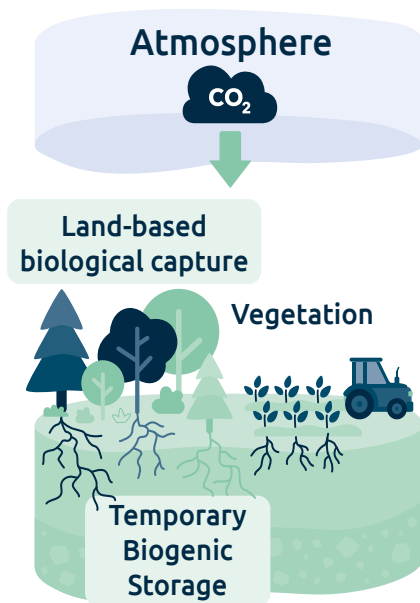 Atmosphere
CO₂
Land-based
biological capture
Vegetation
Temporary
Biogenic
Storage